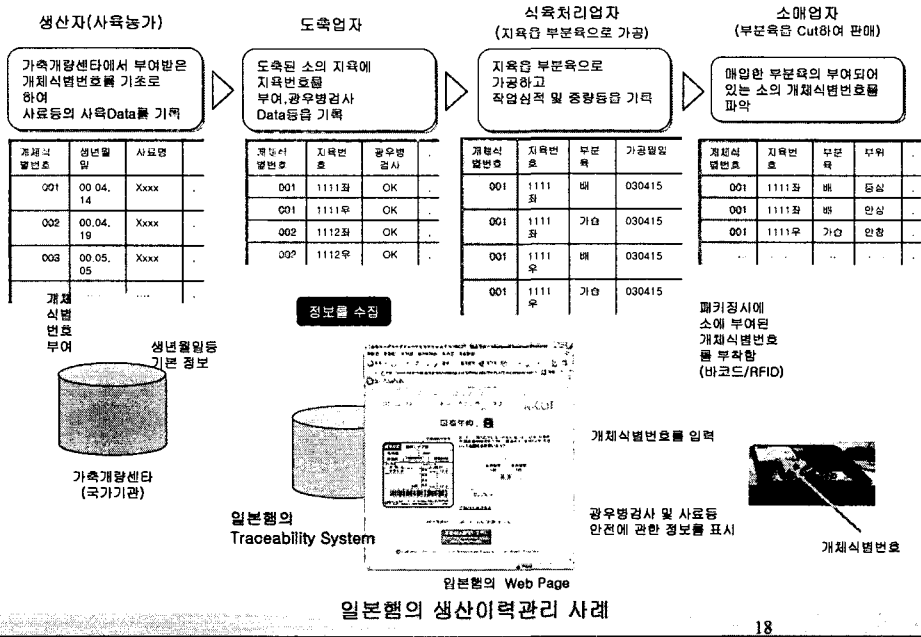 생산자(사육농가)
도축업자
식육처리업자
(지육을 부분육으로 가공)
소매업자
(부분육을 Cut하여 판매)
가축개량센타에서 부여받은
개체식별번호를 기초로
하여
사료등의 사육Data를 기록
도축된 소의 지육에
지육번호를
부여,광우병검사
Data등을 기록
지육을 부분육으로
가공하고
작업실적 및 중량등을 기록
매입한 부분육의 부여되어
있는 소의 개체식별번호를
파악
개체식
별번호
생년월
일
사료명
001
00.04.
14
Xxxx
002
00.04.
19
Xxxx
003
00.05.
05
Xxxx
개체식
별번호
지육번
호
광우병
검사
001 1111좌 OK
001 1111우 OK
002 1112좌 OK
002 1112우 OK
개체식
별번호
지육번
호
부분
육
가공월일
001
1111
좌
배
030415
001
1111
좌
가슴
030415
001
1111
우
배
030415
001
1111
우
가슴
030415
개체식
별번호
지육번
호
부분
육
부위
001 1111좌 배 등심
001 1111좌 배 안심
001 1111우 가슴
개체
식별
번호
부여
생년월일등
기본 정보
정보를 수집
패키징시에
소에 부여된
개체식별번호
를 부착함
(바코드/RFID)
가축개량센타
(국가기관)
일본햄의
Traceability System
개체식별번호를 입력
광우병검사 및 사료등
안전에 관한 정보를 표시
개체식별번호
일본햄의 Web Page
일본햄의 생산이력관리 사례
18